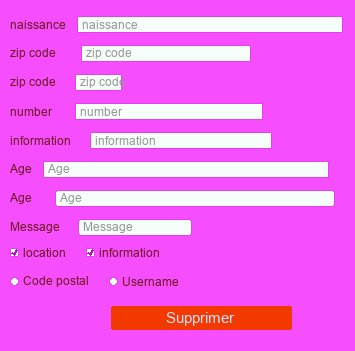 naissance naissance
zip code zip code
zip code zip code
number number
information information
Age Age
Age Age
Message Message
location information
Code postal Username
Supprimer